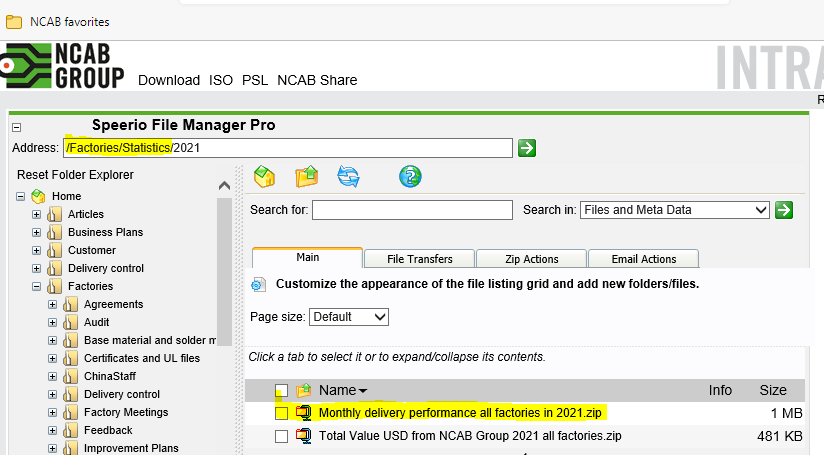 NCAB favorites
NCAB
GROUP
Download ISO PSL NCAB Share
INTRA
R
Speerio File Manager Pro
Address: /Factories/Statistics/2021
Reset Folder Explorer
Home
Articles
Business Plans
Customer
Delivery control
Factories
Agreements
Audit
Base material and solder m
Certificates and UL files
ChinaStaff
Delivery control
Factory Meetings
Feedback
Improvement Plans
Search for: Search in: Files and Meta Data
Main File Transfers Zip Actions Email Actions
Customize the appearance of the file listing grid and add new folders/files.
Page size: Default
Click a tab to select it or to expand/collapse its contents.
Name Info Size
Monthly delivery performance all factories in 2021.zip 1 MB
Total Value USD from NCAB Group 2021 all factories.zip 481 KB